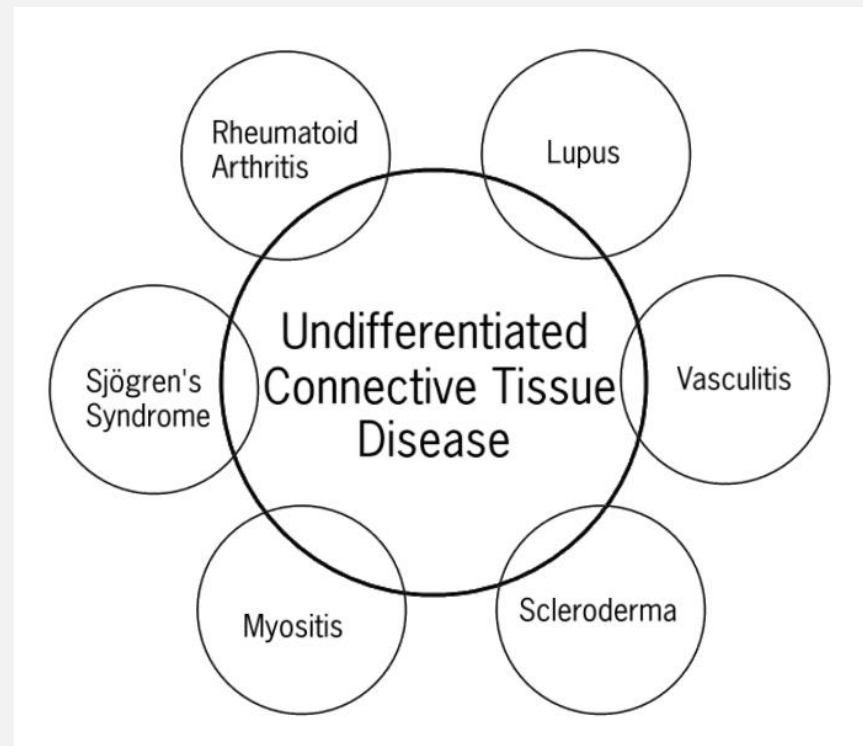 Rheumatoid
Arthritis
Lupus
Undifferentiated
Connective Tissue
Disease
Sjögren's
Syndrome
Vasculitis
Myositis
Scleroderma